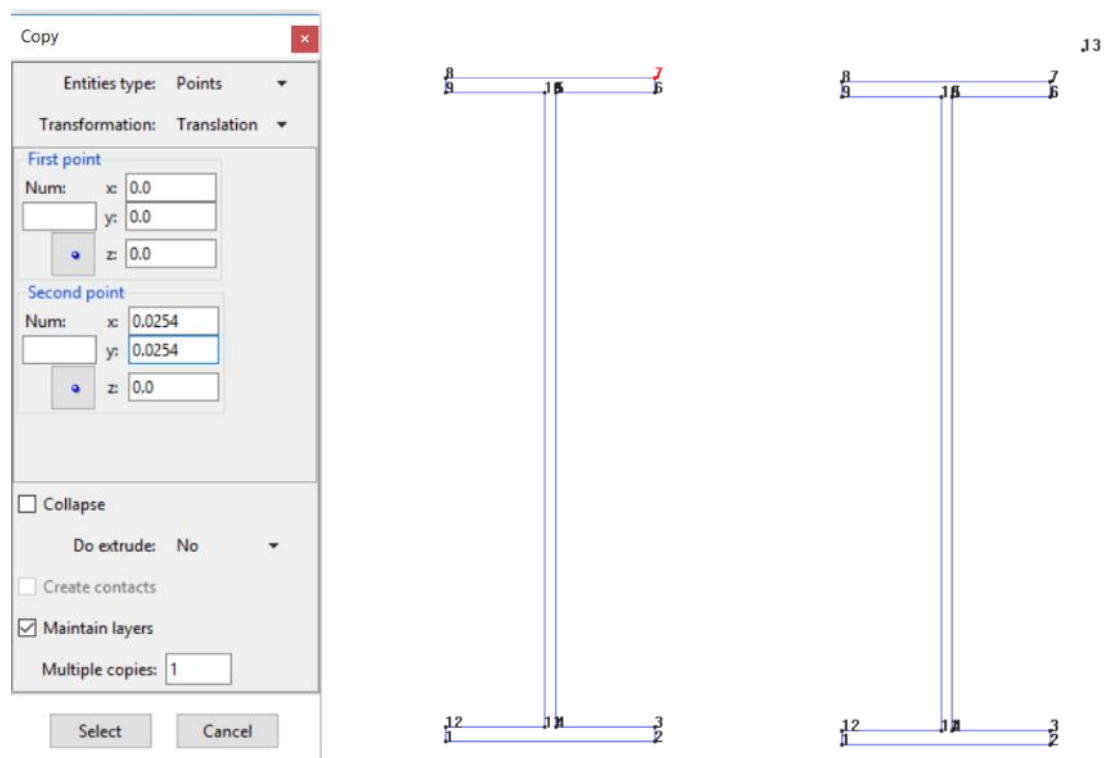 Copy
Entities type: Points
Transformation: Translation
First point
Num: x: 0.0
y: 0.0
z: 0.0
Second point
Num: x: 0.0254
y: 0.0254
z: 0.0
Collapse
Do extrude: No
Create contacts
Maintain layers
Multiple copies: 1
Select Cancel
8 7
9 6
12 3
1 2
13
8 7
9 6
12 3
1 2